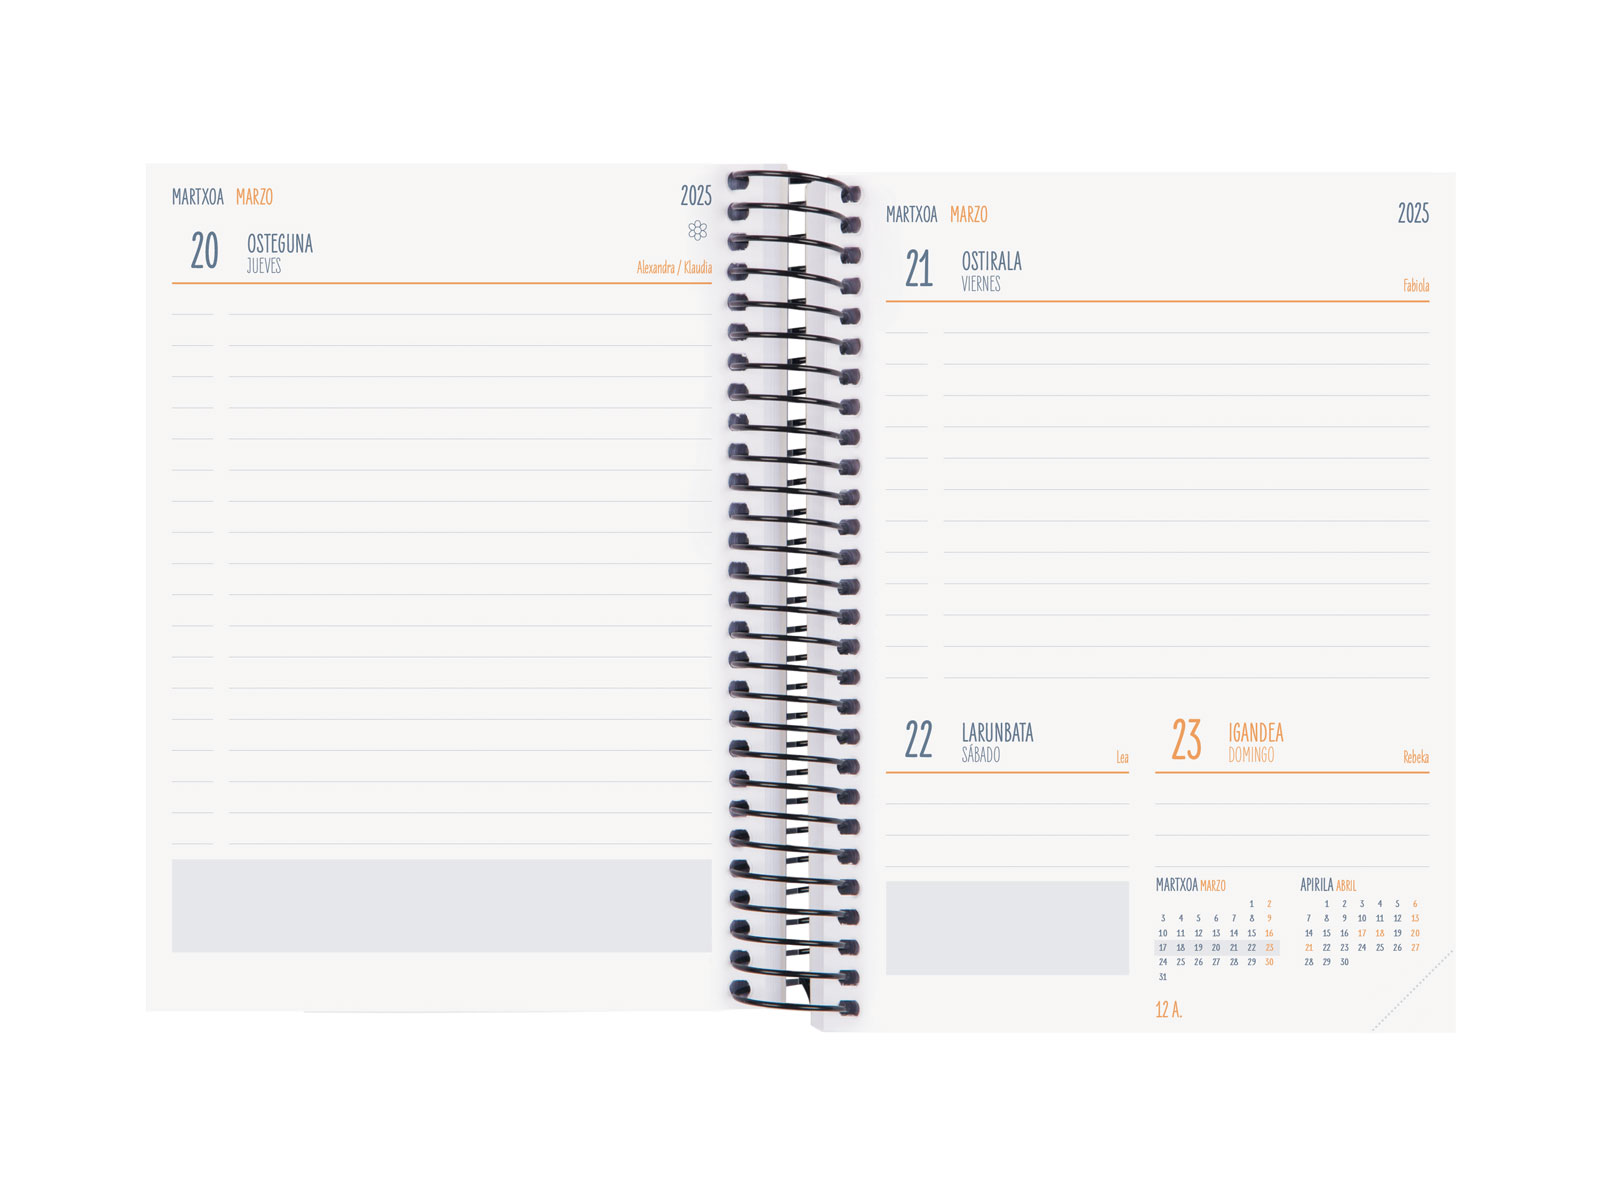 MARTXOA MARZO 2025
20 OSTEGUNA
JUEVES
Alexandra / Klaudia
MARTXOA MARZO 2025
21 OSTIRALA
VIERNES
Fabiola
22 LARUNBATA
SÁBADO
Lea
23 IGANDEA
DOMINGO
Rebeka
MARTXOA MARZO
1 2
3 4 5 6 7 8 9
10 11 12 13 14 15 16
17 18 19 20 21 22 23
24 25 26 27 28 29 30
31
APIRILA ABRIL
1 2 3 4 5 6
7 8 9 10 11 12 13
14 15 16 17 18 19 20
21 22 23 24 25 26 27
28 29 30
12 A.